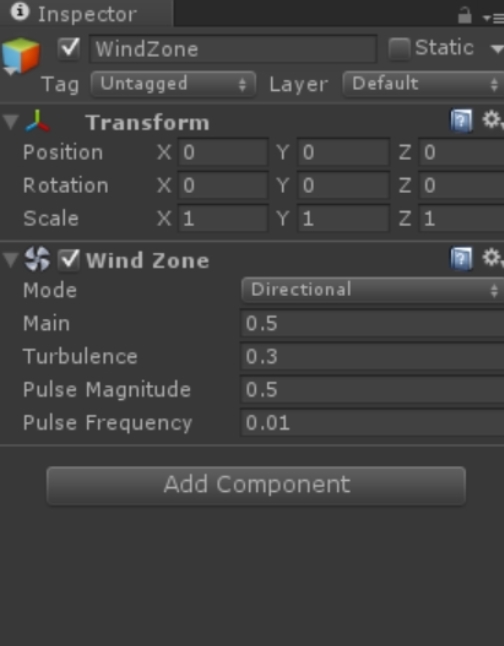 Inspector
WindZone Static
Tag Untagged Layer Default
Transform
Position X 0 Y 0 Z 0
Rotation X 0 Y 0 Z 0
Scale X 1 Y 1 Z 1
Wind Zone
Mode Directional
Main 0.5
Turbulence 0.3
Pulse Magnitude 0.5
Pulse Frequency 0.01
Add Component